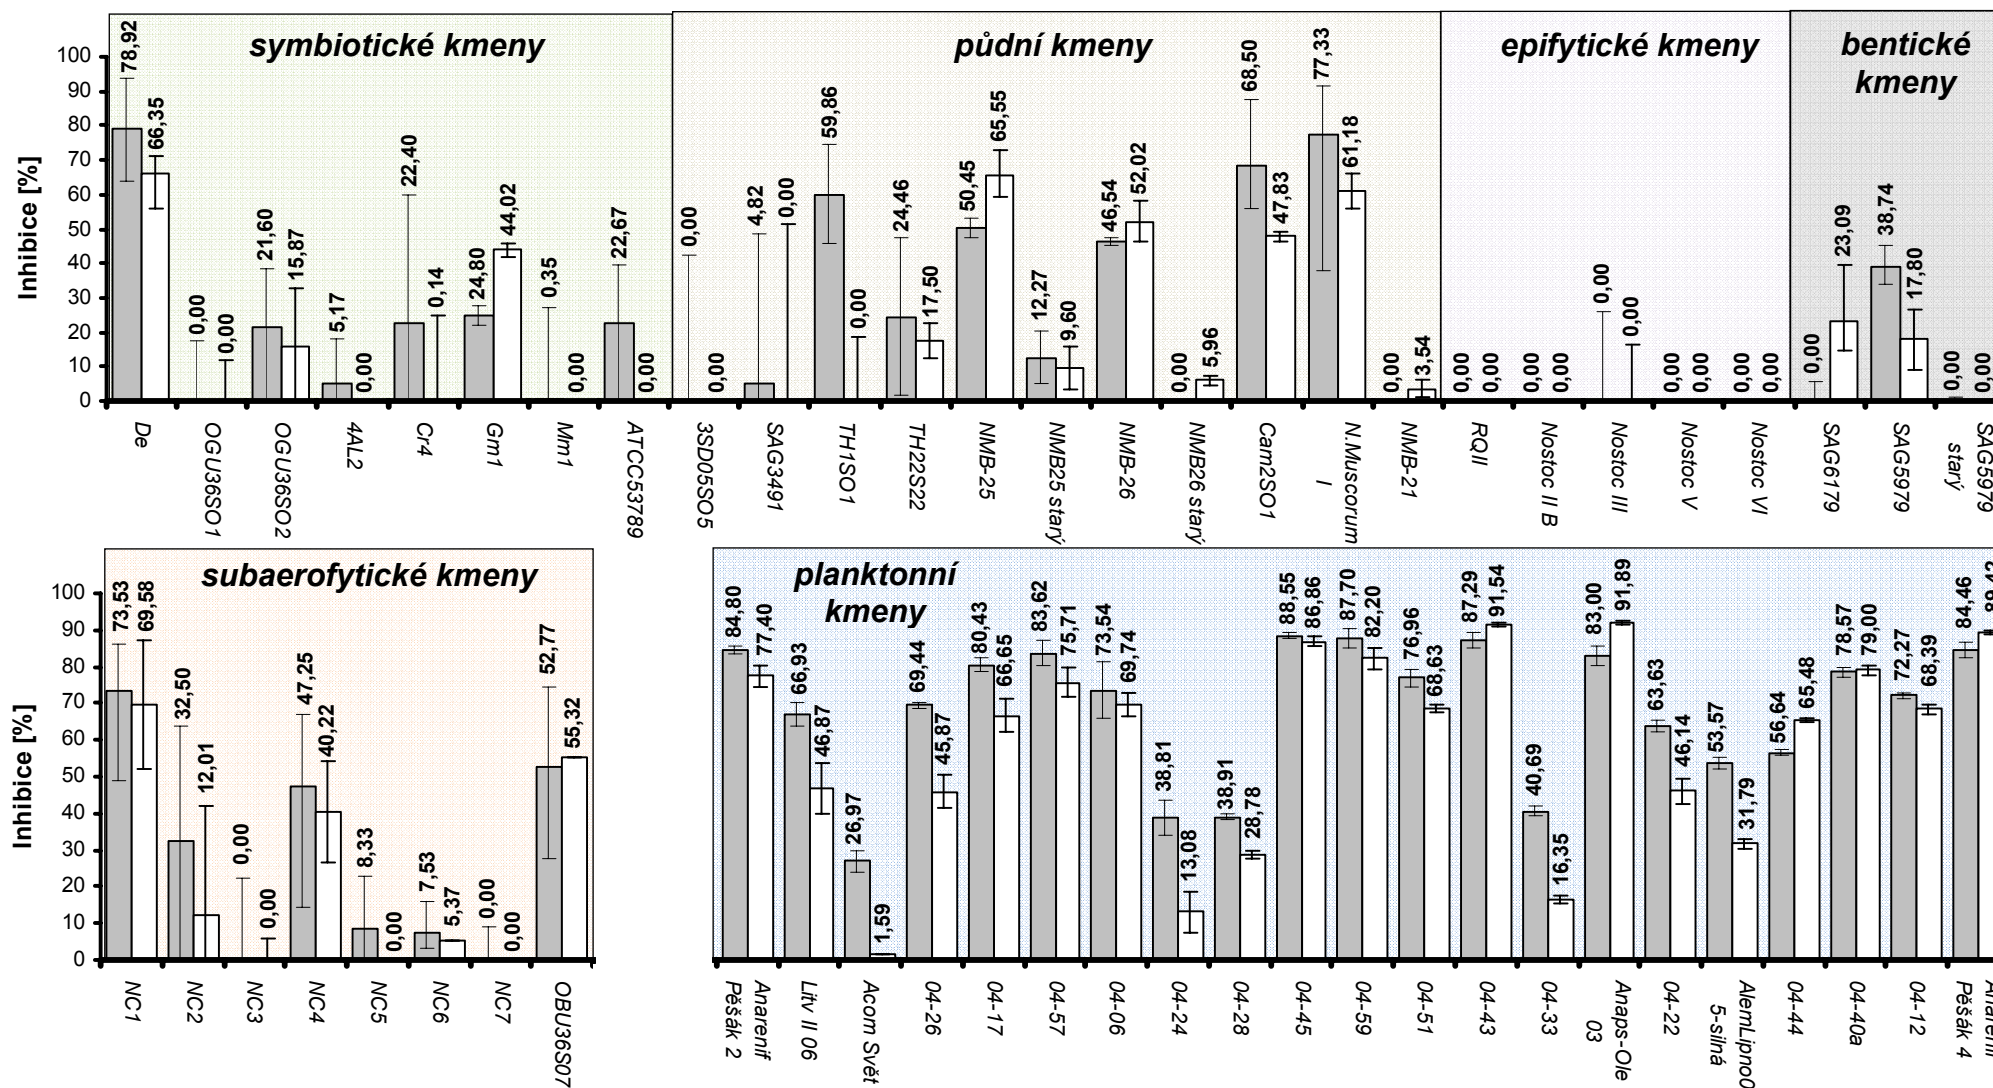 symbiotické kmeny
půdní kmeny
epifytické kmeny
bentické
kmeny
Inhibice [%]
100
90
80
70
60
50
40
30
20
10
0
78,92
66,35
0,00
0,00
21,60
15,87
5,17
0,00
22,40
0,14
24,80
44,02
0,35
0,00
22,67
0,00
0,00
0,00
4,82
0,00
59,86
0,00
24,46
17,50
50,45
65,55
12,27
9,60
46,54
52,02
0,00
5,96
68,50
47,83
77,33
61,18
0,00
3,54
0,00
0,00
0,00
0,00
0,00
0,00
0,00
0,00
0,00
0,00
0,00
23,09
38,74
17,80
0,00
0,00
De
OGU36SO1
OGU36SO2
4AL2
Cr4
Gm1
Mm1
ATCC53789
3SD05SO5
SAG3491
TH1SO1
TH22S22
NMB-25
NMB25 starý
NMB-26
NMB26 starý
Cam2SO1
N.Muscorum
I
NMB-21
RQII
Nostoc II B
Nostoc III
Nostoc V
Nostoc VI
SAG6179
SAG5979
SAG5979
starý
subaerofytické kmeny
planktonní
kmeny
Inhibice [%]
100
90
80
70
60
50
40
30
20
10
0
73,53
69,58
32,50
12,01
0,00
0,00
47,25
40,22
8,33
0,00
7,53
5,37
0,00
0,00
52,77
55,32
84,80
77,40
66,93
46,87
26,97
1,59
69,44
45,87
80,43
66,65
83,62
75,71
73,54
69,74
38,81
13,08
38,91
28,78
88,55
86,86
87,70
82,20
76,96
68,63
87,29
91,54
40,69
16,35
83,00
91,89
63,63
46,14
53,57
31,79
56,64
65,48
78,57
79,00
72,27
68,39
84,46
NC1
NC2
NC3
NC4
NC5
NC6
NC7
OBU36S07
Anarenif
Pěšák 2
Litv II 06
Acom Svět
04-26
04-17
04-57
04-06
04-24
04-28
04-45
04-59
04-51
04-43
04-33
Anaps-Ole
03
04-22
AlemLipno0
5-silná
04-44
04-40a
04-12
Pěšák 4